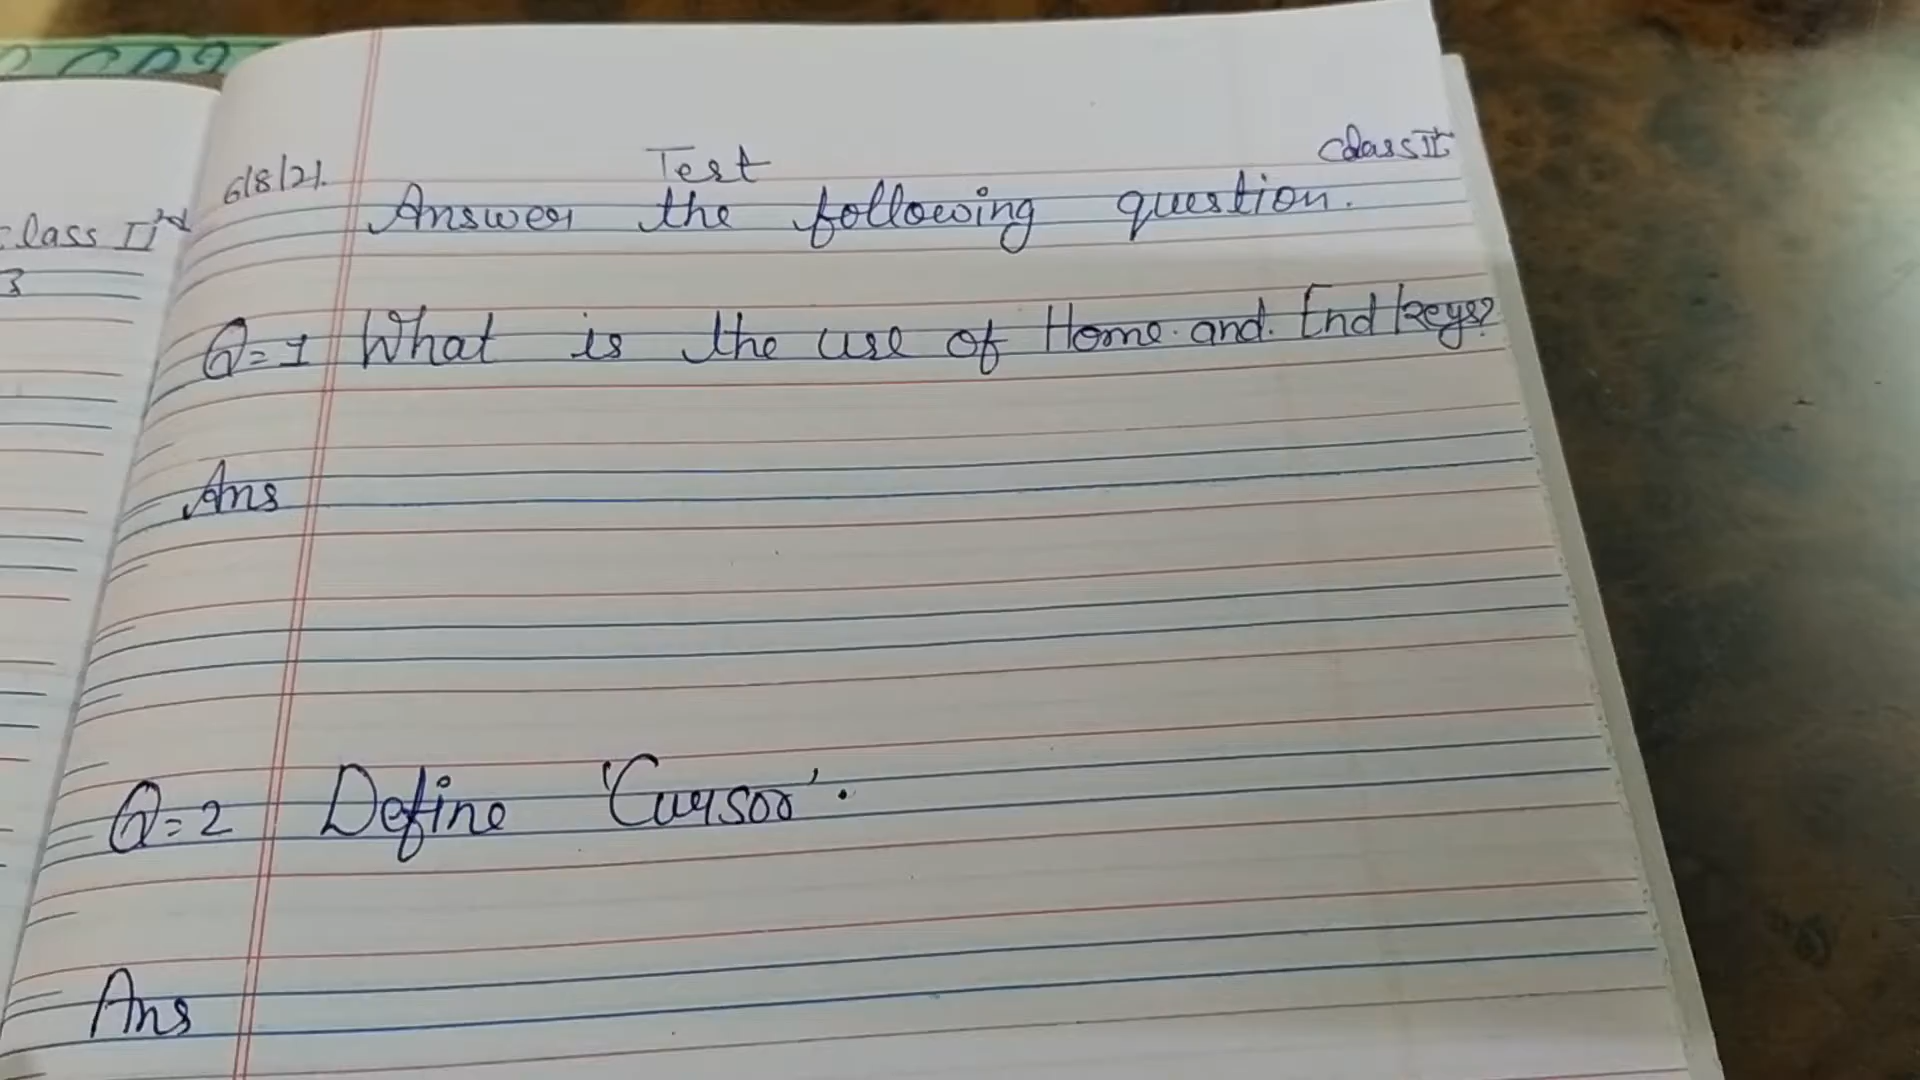 Class IInd
3
6/8/21.
Test
Class II
Answer the following question.
Q=1 What is the use of Home and End keys?
Ans
Q=2 Define 'Cursor'.
Ans